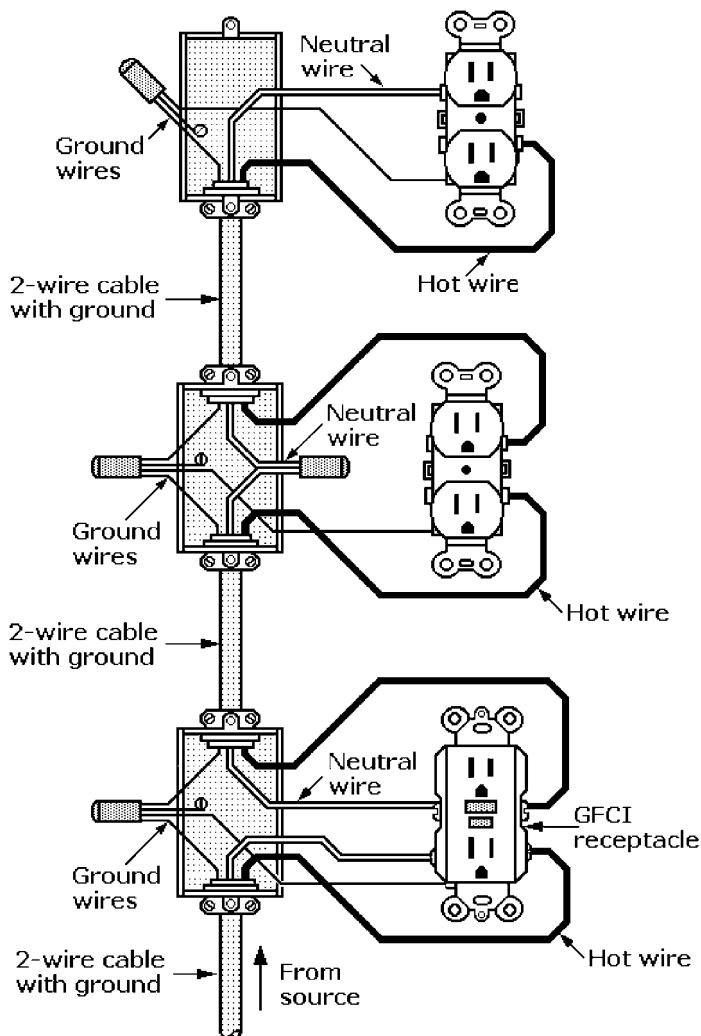 Neutral
wire
Ground
wires
Hot wire
2-wire cable
with ground
Neutral
wire
Ground
wires
Hot wire
2-wire cable
with ground
Neutral
wire
GFCI
receptacle
Ground
wires
Hot wire
2-wire cable
with ground
From
source